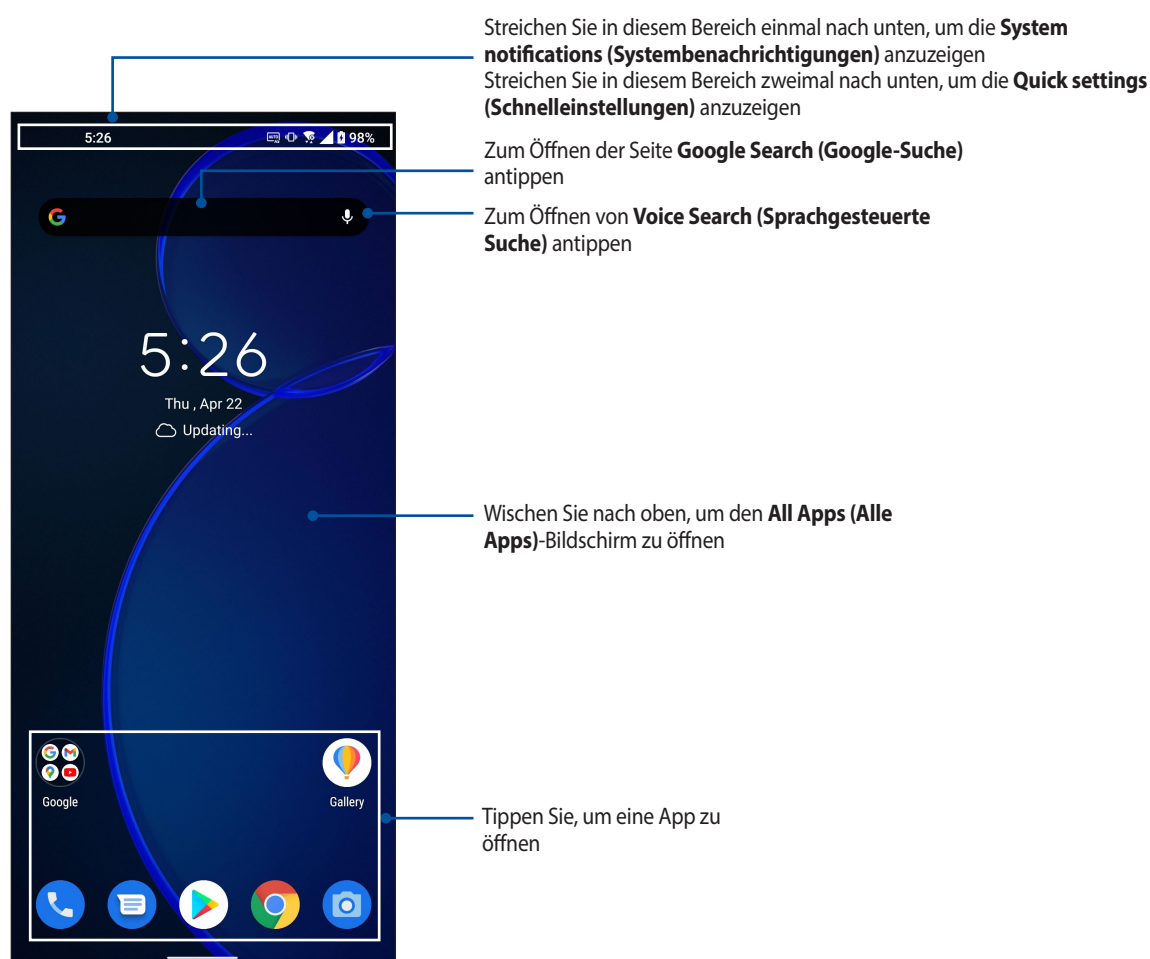 Streichen Sie in diesem Bereich einmal nach unten, um die System
notifications (Systembenachrichtigungen) anzuzeigen
Streichen Sie in diesem Bereich zweimal nach unten, um die Quick settings
(Schnelleinstellungen) anzuzeigen
5:26
98%
Zum Öffnen der Seite Google Search (Google-Suche)
antippen
Zum Öffnen von Voice Search (Sprachgesteuerte
Suche) antippen
5:26
Thu , Apr 22
Updating...
Wischen Sie nach oben, um den All Apps (Alle
Apps)-Bildschirm zu öffnen
Google
Gallery
Tippen Sie, um eine App zu
öffnen